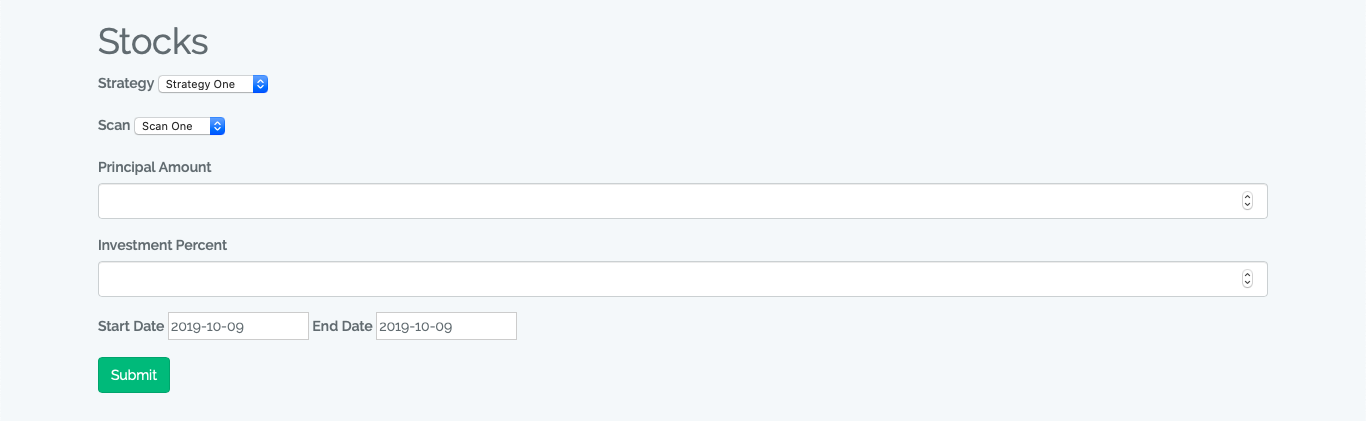 Stocks
Strategy Strategy One
Scan Scan One
Principal Amount
Investment Percent
Start Date 2019-10-09 End Date 2019-10-09
Submit